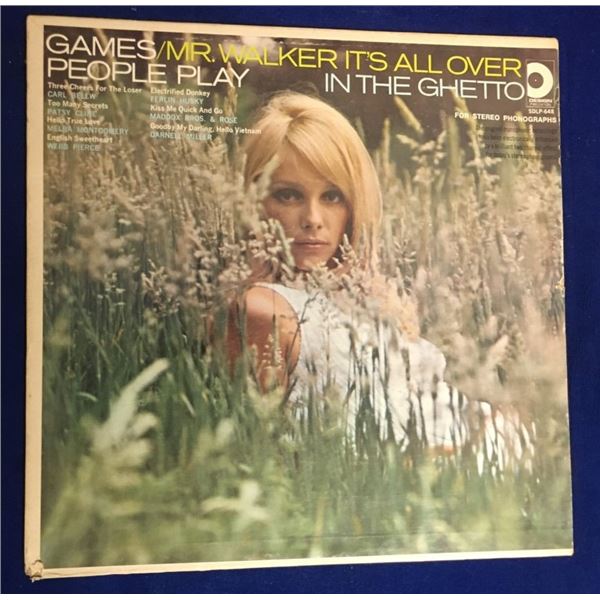 GAMES/MR. WALKER IT'S ALL OVER
PEOPLE PLAY IN THE GHETTO
Three Cheers For The Loser
CARL BELEW
Too Many Secrets
PATSY CLINE
Hello True Love
MELBA MONTGOMERY
English Sweetheart
WEBB PIERCE
Electrified Donkey
FERLIN HUSKY
Kiss Me Quick And Go
MADDOX BROS. & ROSE
Goodby My Darling, Hello Vietnam
DARNELL MILLER
DESIGN
SDLP-648
FOR STEREO PHONOGRAPHS